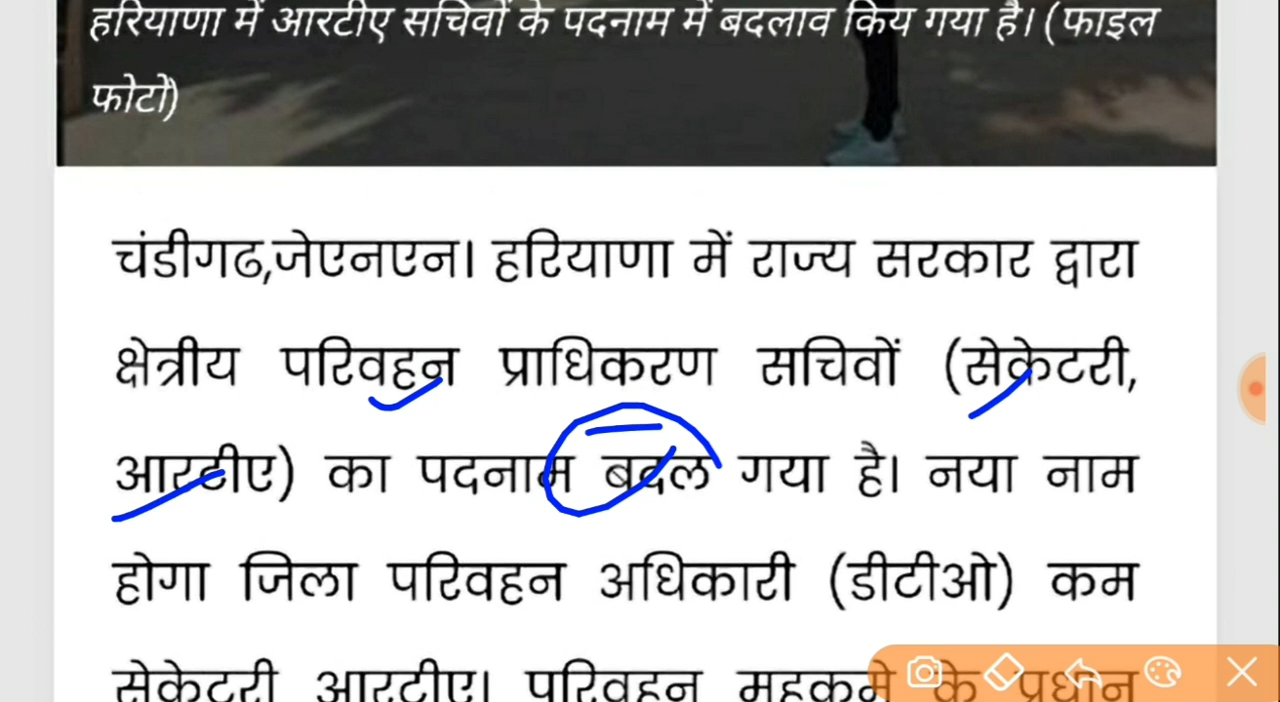 हरियाणा में आरटीए सचिवों के पदनाम में बदलाव किय गया है। (फाइल
फोटो)
चंडीगढ,जेएनएन। हरियाणा में राज्य सरकार द्वारा
क्षेत्रीय परिवहन प्राधिकरण सचिवों (सेक्रेटरी,
आरटीए) का पदनाम बदल गया है। नया नाम
होगा जिला परिवहन अधिकारी (डीटीओ) कम
सेक्रेटरी आरटीए। परिवहन महकमे के प्रधान